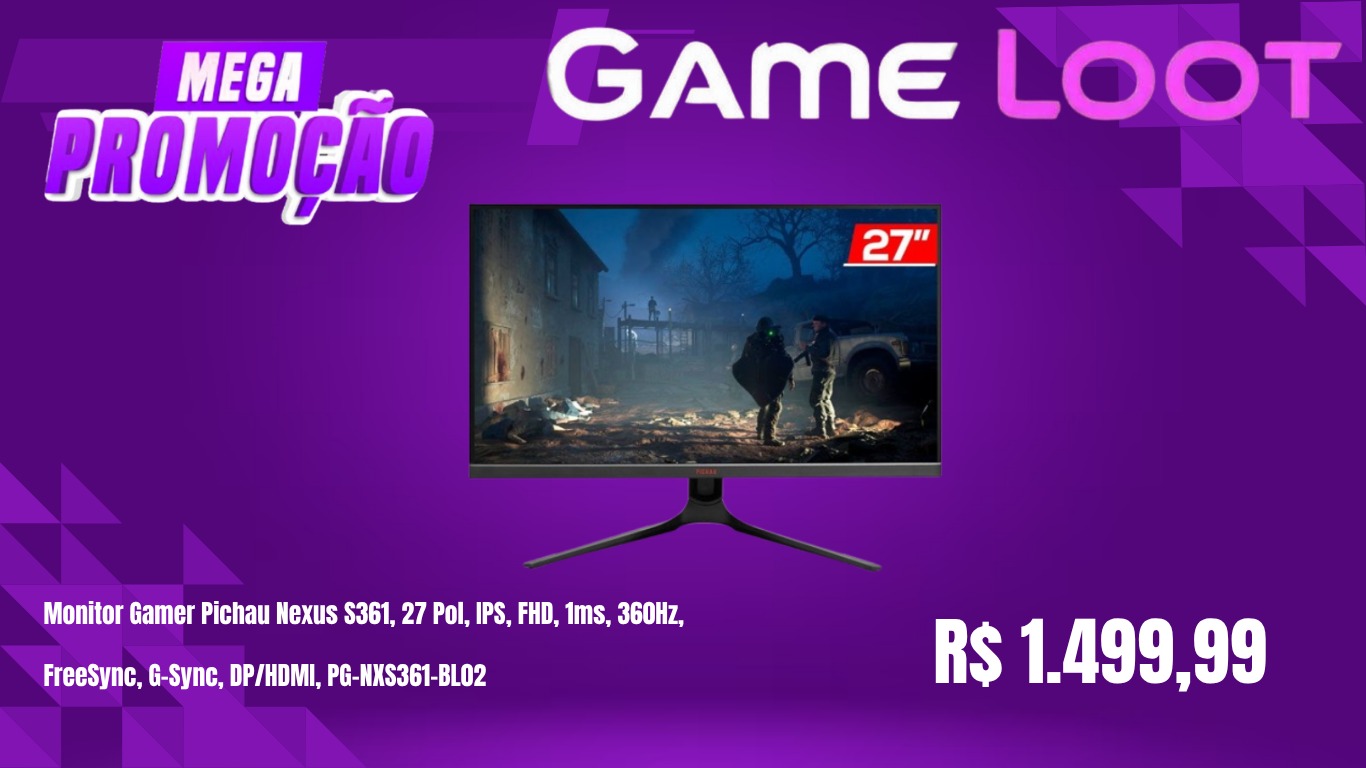 MEGA
PROMOÇÃO
GAME LOOT
27"
PICHAU
Monitor Gamer Pichau Nexus S361, 27 Pol, IPS, FHD, 1ms, 360Hz,
FreeSync, G-Sync, DP/HDMI, PG-NXS361-BL02
R$ 1.499,99